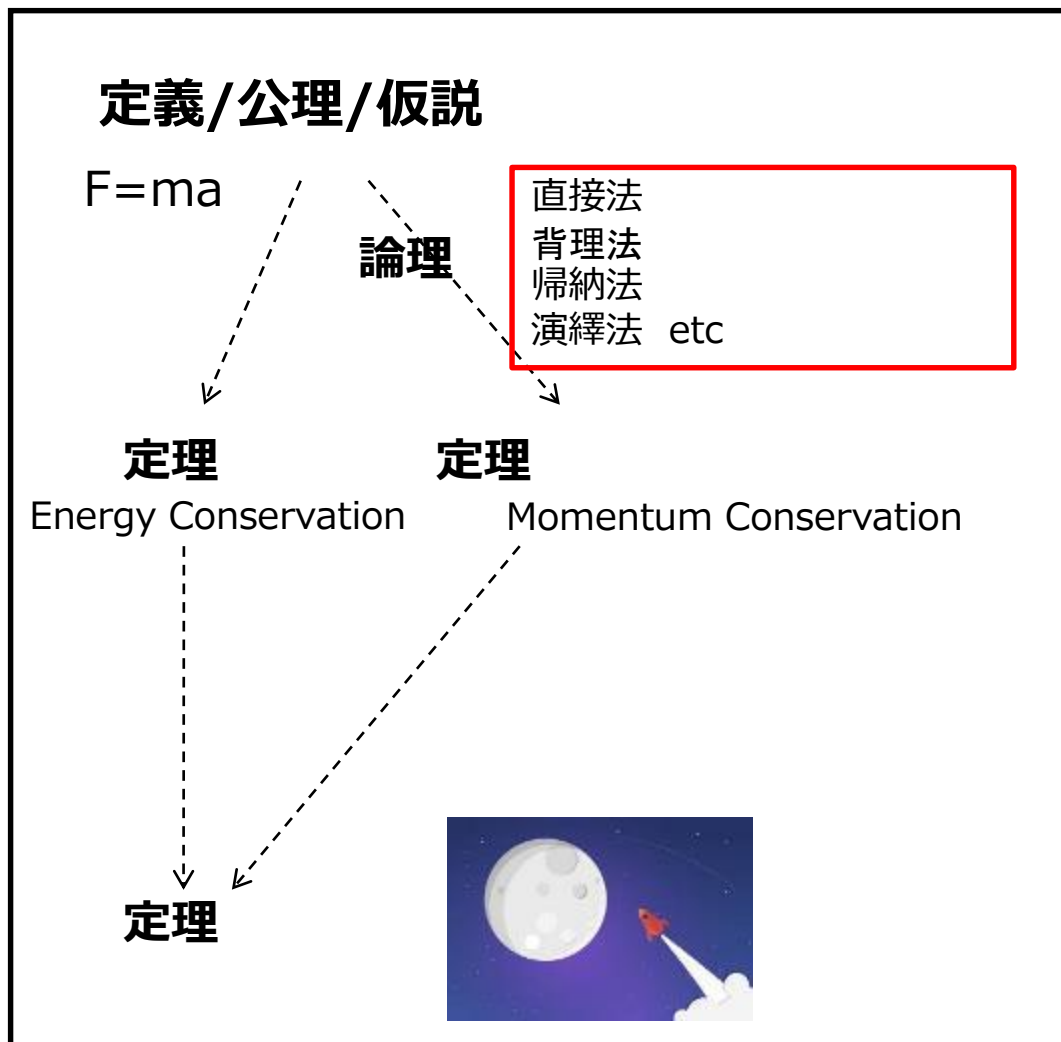 定義/公理/仮説
F=ma
論理
直接法
背理法
帰納法
演繹法 etc
定理
定理
Energy Conservation
Momentum Conservation
定理